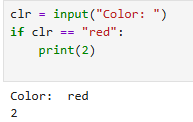 clr = input("Color: ")
if clr == "red":
    print(2)
Color:  red
2